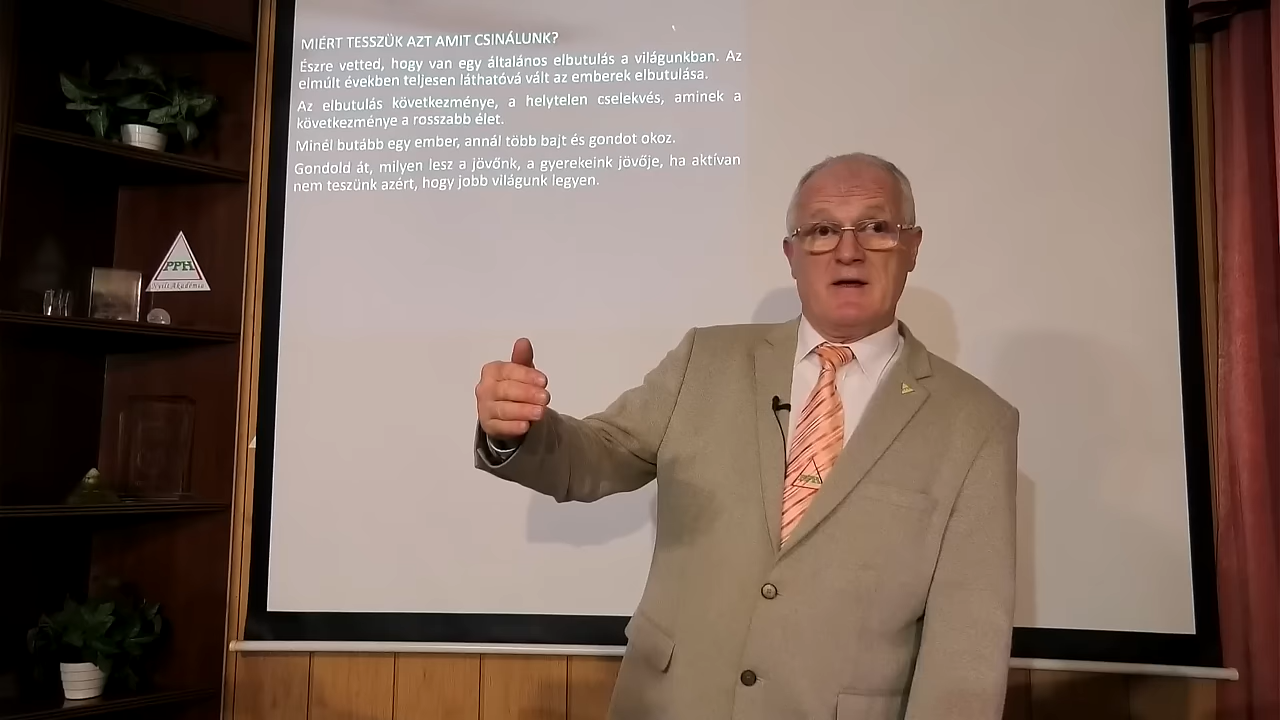 MIÉRT TESSZÜK AZT AMIT CSINÁLUNK?
Észre vetted, hogy van egy általános elbutulás a világunkban. Az
elmúlt években teljesen láthatóvá vált az emberek elbutulása.
Az elbutulás következménye, a helytelen cselekvés, aminek a
következménye a rosszabb élet.
Minél butább egy ember, annál több bajt és gondot okoz.
Gondold át, milyen lesz a jövőnk, a gyerekeink jövője, ha aktívan
nem teszünk azért, hogy jobb világunk legyen.
PPH
Nyílt Akadémia
PPH